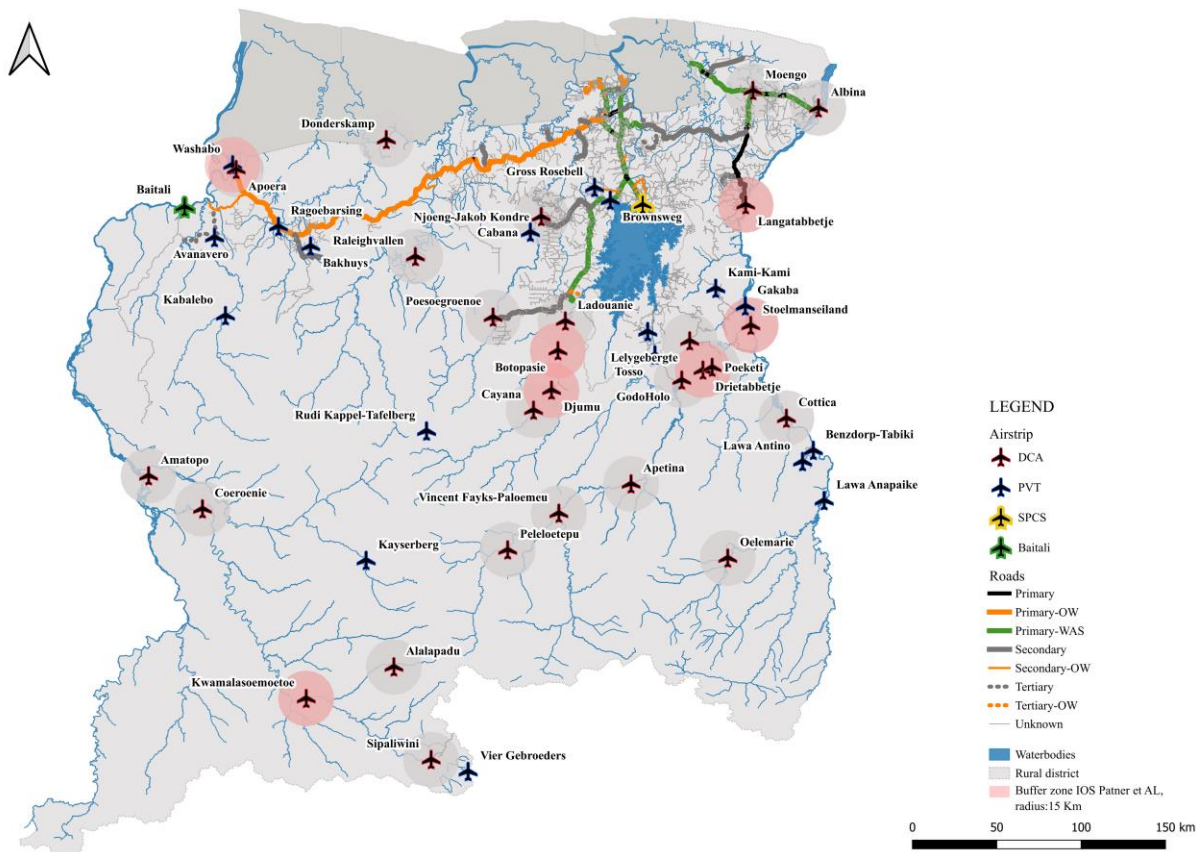 Moengo
Albina
Donderskamp
Washabo
Apoera
Baitali
Gross Rosebell
Ragoebarsing
Njoeng-Jakob Kondre
Brownsweg
Langatabbetje
Cabana
Avanavero
Raleighvallen
Bakhuys
Kami-Kami
Gakaba
Kabalebo
Poesoegroenoe
Ladouanie
Stoelmanseiland
Botopasie
Lelygebergte
Tosso
Poeketi
Drietabbetje
Cayana
Djumu
GodoHolo
Cottica
Rudi Kappel-Tafelberg
Benzdorp-Tabiki
Lawa Antino
Amatopo
Apetina
Coeroenie
Vincent Fayks-Paloemeu
Lawa Anapaike
Peleloetepu
Oelemarie
Kayserberg
Alalapadu
Kwamalasoemoetoe
Sipaliwini
Vier Gebroeders
LEGEND
Airstrip
DCA
PVT
SPCS
Baitali
Roads
Primary
Primary-OW
Primary-WAS
Secondary
Secondary-OW
Tertiary
Tertiary-OW
Unknown
Waterbodies
Rural district
Buffer zone IOS Patner et AL,
radius:15 Km
0 50 100 150 km